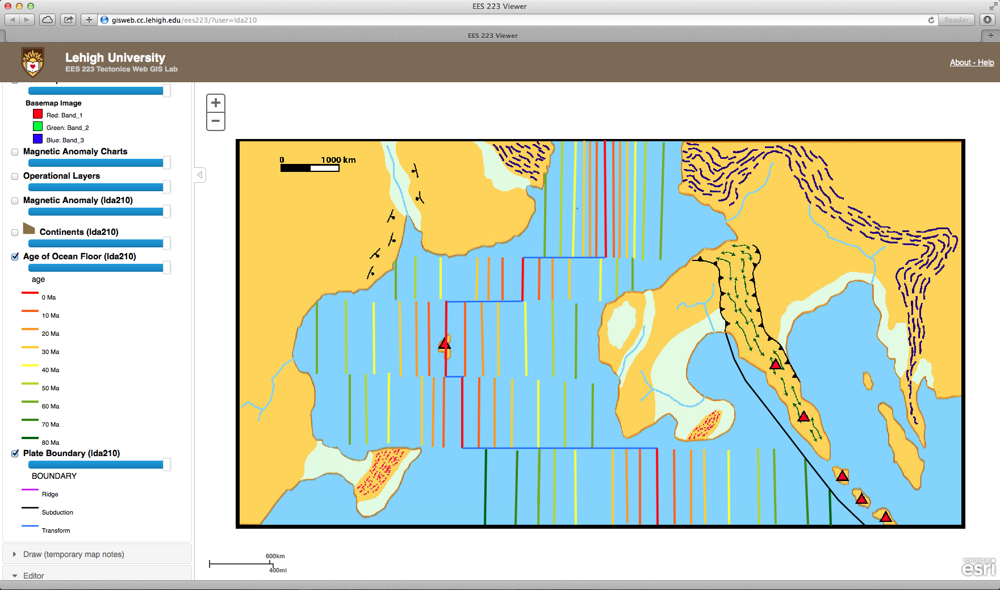 EES 223 Viewer
gisweb.cc.lehigh.edu/ees223/?user=lda210
Reader
EES 223 Viewer
Lehigh University
EES 223 Tectonics Web GIS Lab
About - Help
Basemap Image
Red: Band_1
Green: Band_2
Blue: Band_3
Magnetic Anomaly Charts
Operational Layers
Magnetic Anomaly (lda210)
Continents (lda210)
Age of Ocean Floor (lda210)
age
0 Ma
10 Ma
20 Ma
30 Ma
40 Ma
50 Ma
60 Ma
70 Ma
80 Ma
Plate Boundary (lda210)
BOUNDARY
Ridge
Subduction
Transform
Draw (temporary map notes)
Editor
0 1000 km
600km
400mi
POWERED BY
esri